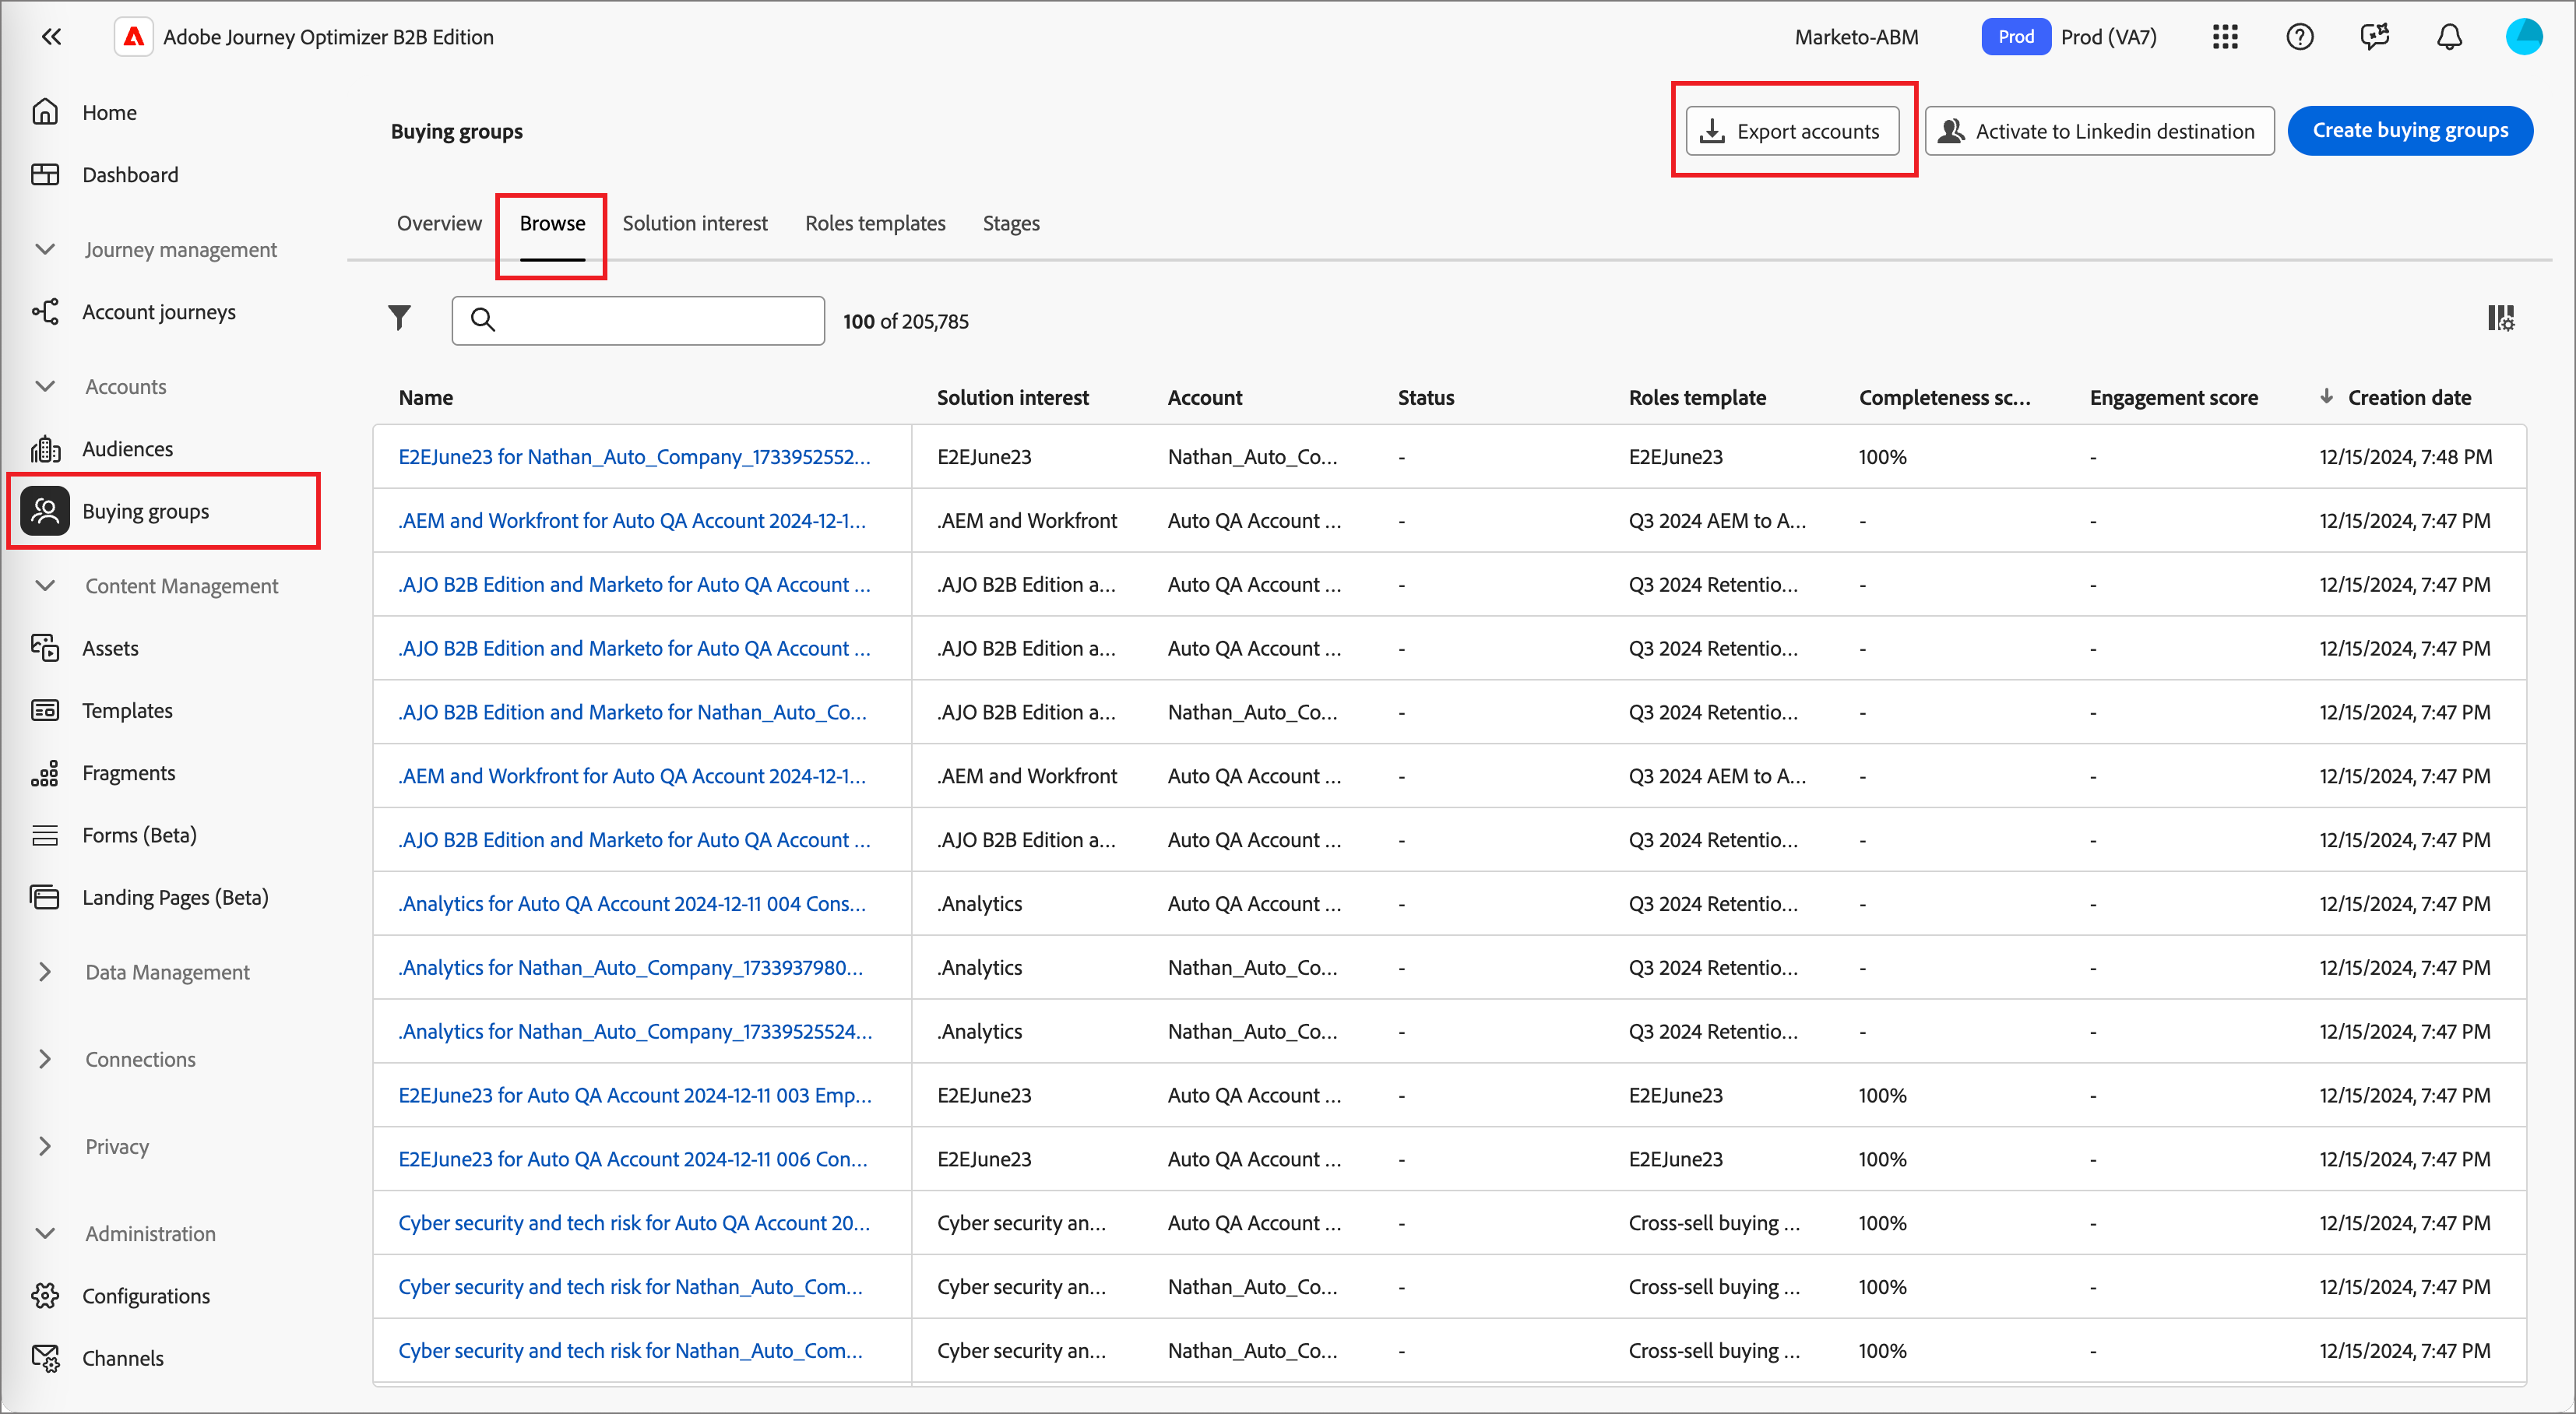 Adobe Journey Optimizer B2B Edition
Marketo-ABM
Prod
Prod (VA7)
Home
Dashboard
Journey management
Account journeys
Accounts
Audiences
Buying groups
Content Management
Assets
Templates
Fragments
Forms (Beta)
Landing Pages (Beta)
Data Management
Connections
Privacy
Administration
Configurations
Channels
Buying groups
Export accounts
Activate to Linkedin destination
Create buying groups
Overview Browse Solution interest Roles templates Stages
100 of 205,785
Name Solution interest Account Status Roles template Completeness sc... Engagement score Creation date
E2EJune23 for Nathan_Auto_Company_1733952552... E2EJune23 Nathan_Auto_Co... - E2EJune23 100% - 12/15/2024, 7:48 PM
.AEM and Workfront for Auto QA Account 2024-12-1... .AEM and Workfront Auto QA Account ... - Q3 2024 AEM to A... - - 12/15/2024, 7:47 PM
.AJO B2B Edition and Marketo for Auto QA Account ... .AJO B2B Edition a... Auto QA Account ... - Q3 2024 Retentio... - - 12/15/2024, 7:47 PM
.AJO B2B Edition and Marketo for Auto QA Account ... .AJO B2B Edition a... Auto QA Account ... - Q3 2024 Retentio... - - 12/15/2024, 7:47 PM
.AJO B2B Edition and Marketo for Nathan_Auto_Co... .AJO B2B Edition a... Nathan_Auto_Co... - Q3 2024 Retentio... - - 12/15/2024, 7:47 PM
.AEM and Workfront for Auto QA Account 2024-12-1... .AEM and Workfront Auto QA Account ... - Q3 2024 AEM to A... - - 12/15/2024, 7:47 PM
.AJO B2B Edition and Marketo for Auto QA Account ... .AJO B2B Edition a... Auto QA Account ... - Q3 2024 Retentio... - - 12/15/2024, 7:47 PM
.Analytics for Auto QA Account 2024-12-11 004 Cons... .Analytics Auto QA Account ... - Q3 2024 Retentio... - - 12/15/2024, 7:47 PM
.Analytics for Nathan_Auto_Company_1733937980... .Analytics Nathan_Auto_Co... - Q3 2024 Retentio... - - 12/15/2024, 7:47 PM
.Analytics for Nathan_Auto_Company_17339525524... .Analytics Nathan_Auto_Co... - Q3 2024 Retentio... - - 12/15/2024, 7:47 PM
E2EJune23 for Auto QA Account 2024-12-11 003 Emp... E2EJune23 Auto QA Account ... - E2EJune23 100% - 12/15/2024, 7:47 PM
E2EJune23 for Auto QA Account 2024-12-11 006 Con... E2EJune23 Auto QA Account ... - E2EJune23 100% - 12/15/2024, 7:47 PM
Cyber security and tech risk for Auto QA Account 20... Cyber security an... Auto QA Account ... - Cross-sell buying ... 100% - 12/15/2024, 7:47 PM
Cyber security and tech risk for Nathan_Auto_Com... Cyber security an... Nathan_Auto_Co... - Cross-sell buying ... 100% - 12/15/2024, 7:47 PM
Cyber security and tech risk for Nathan_Auto_Com... Cyber security an... Nathan_Auto_Co... - Cross-sell buying ... 100% - 12/15/2024, 7:47 PM